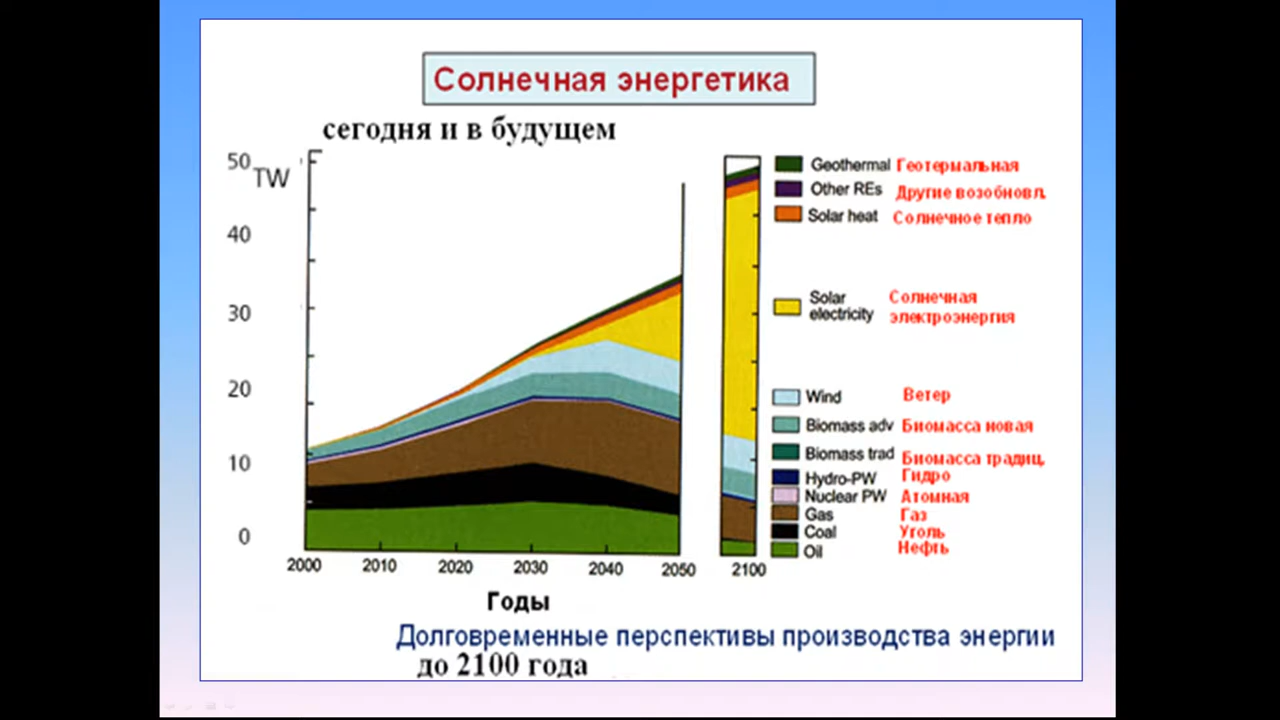 Солнечная энергетика
сегодня и в будущем
50
TW
40
30
20
10
0
2000 2010 2020 2030 2040 2050 2100
Годы
Geothermal Геотермальная
Other REs Другие возобновл.
Solar heat Солнечное тепло
Solar electricity Солнечная электроэнергия
Wind Ветер
Biomass adv Биомасса новая
Biomass trad Биомасса традиц.
Hydro-PW Гидро
Nuclear PW Атомная
Gas Газ
Coal Уголь
Oil Нефть
Долговременные перспективы производства энергии
до 2100 года